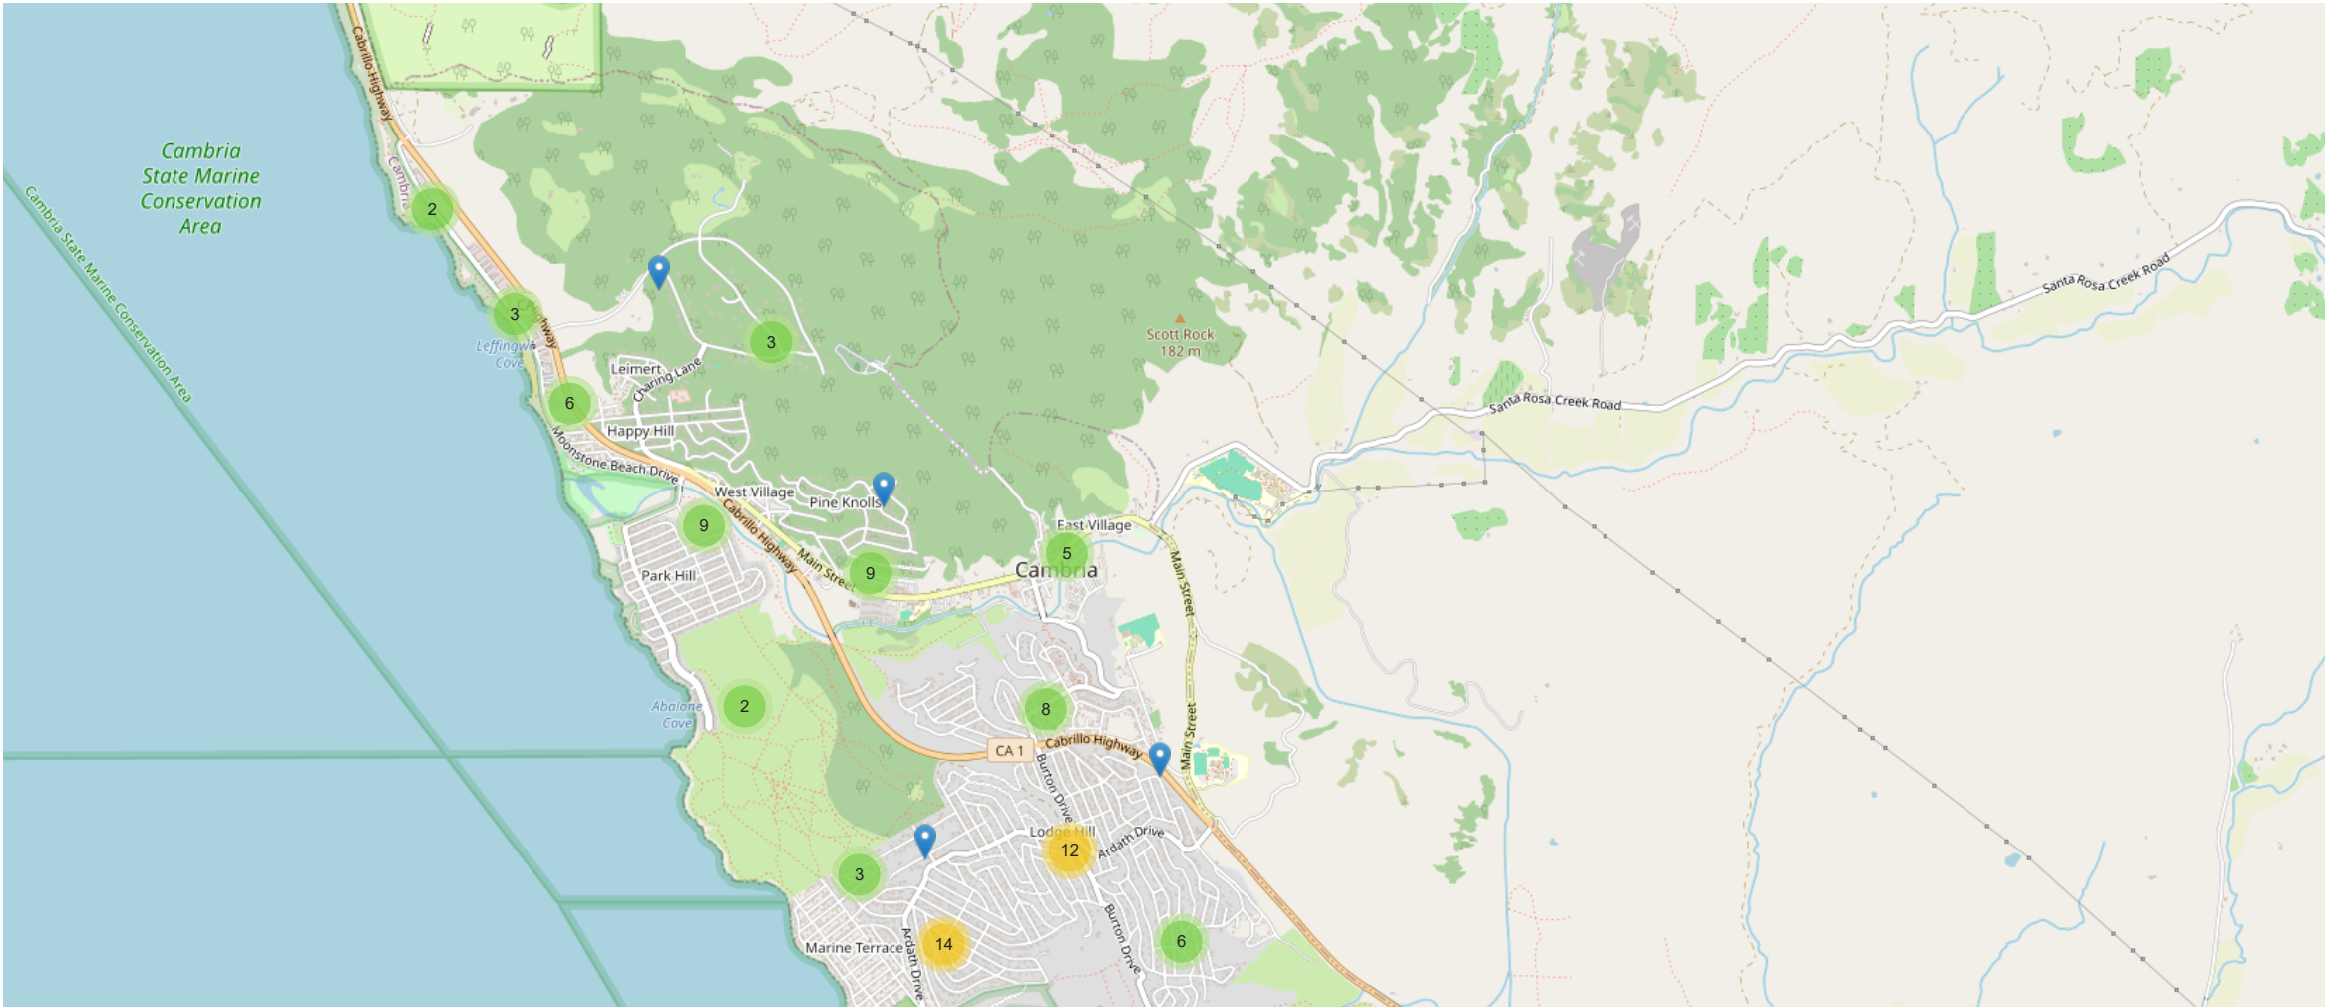 Cabrillo Highway
Cambria
State Marine
Conservation
Area
Cambria
2
Cambria State Marine Conservation Area
3
Leffingwe
Cove
3
Scott Rock
182 m
Santa Rosa Creek Road
Leimert
Charing Lane
6
Santa Rosa Creek Road
Happy Hill
Moonstone Beach Drive
West Village
Pine Knolls
9
Cabrillo Highway
East Village
5
Cambria
Main Street
9
Park Hill
Main Street
Abalone
Cove
2
8
Main Street
CA 1
Cabrillo Highway
Burton Drive
Lodge Hill
12
Ardath Drive
3
14
Marine Terrace
Ardath Drive
Burton Drive
6